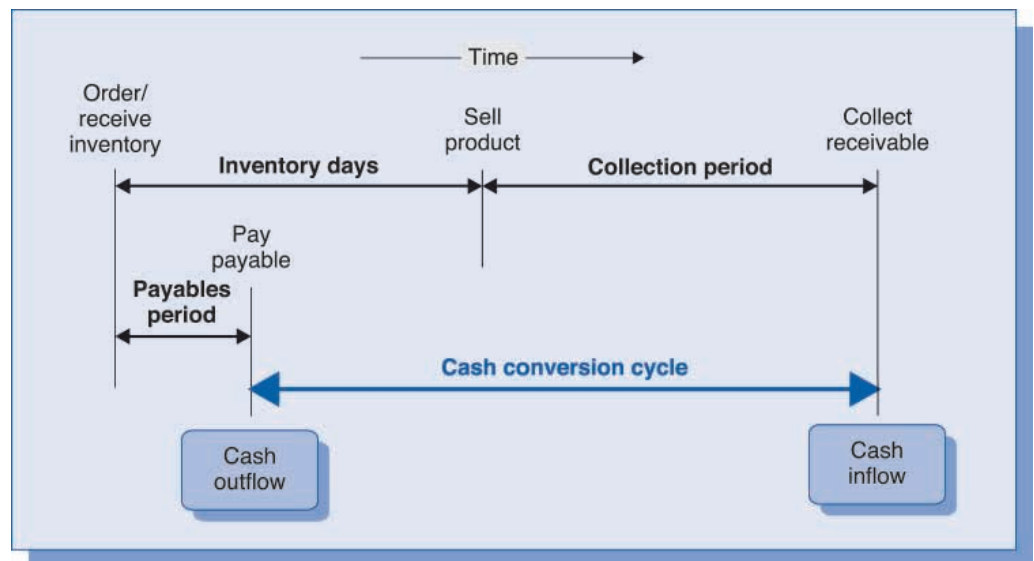 Time
Order/
receive
inventory
Sell
product
Collect
receivable
Inventory days
Collection period
Pay
payable
Payables
period
Cash conversion cycle
Cash
outflow
Cash
inflow